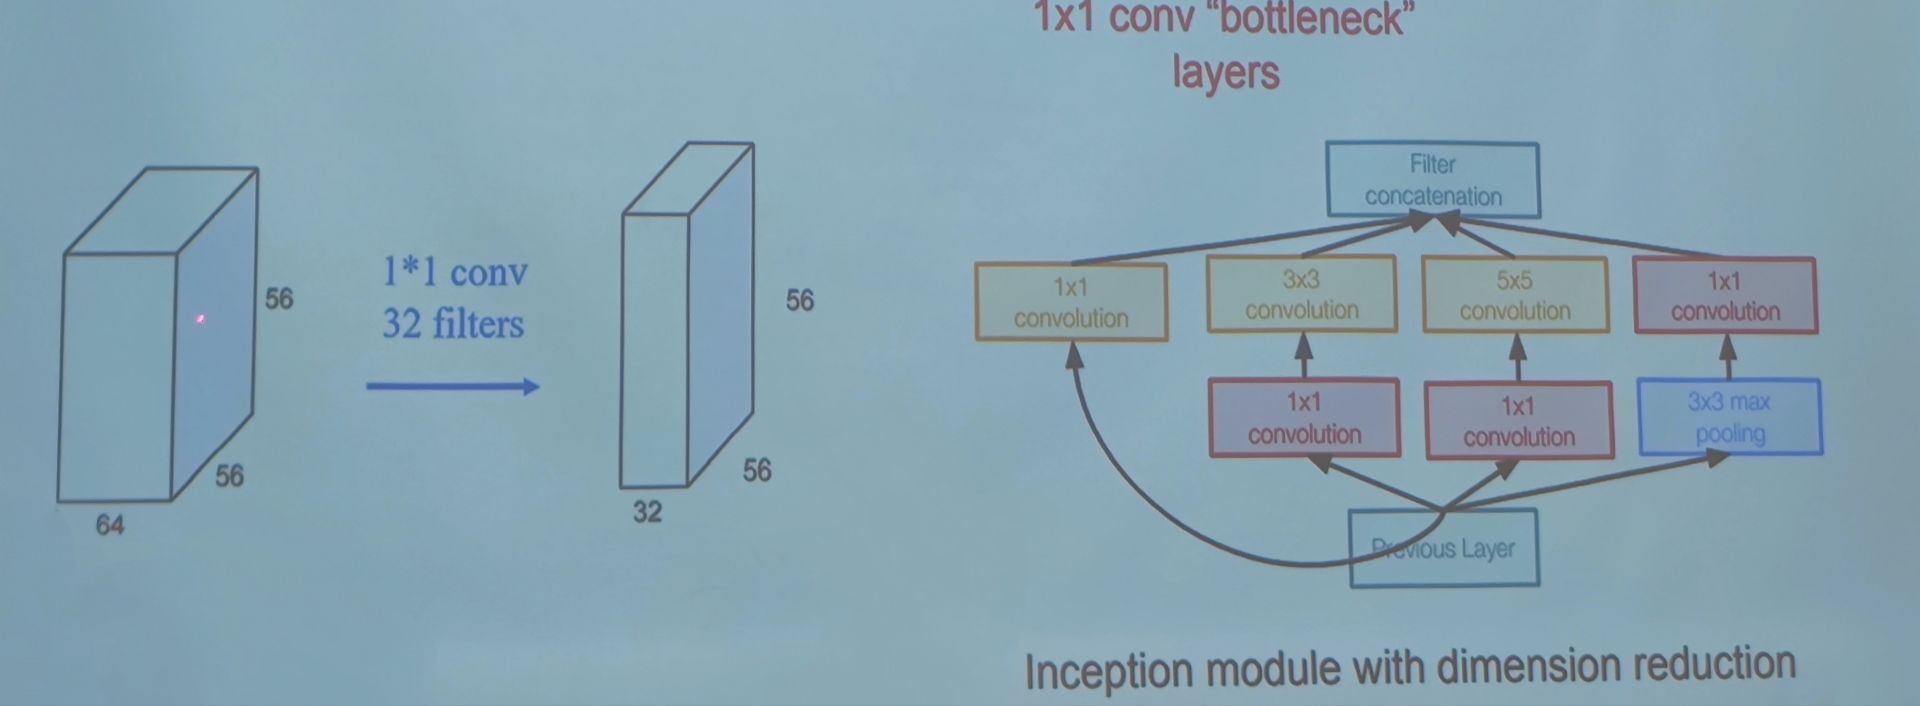 1x1 conv “bottleneck”
layers
56
56
64
1*1 conv
32 filters
56
56
32
Filter
concatenation
1x1
convolution
3x3
convolution
5x5
convolution
1x1
convolution
1x1
convolution
1x1
convolution
3x3 max
pooling
Previous Layer
Inception module with dimension reduction